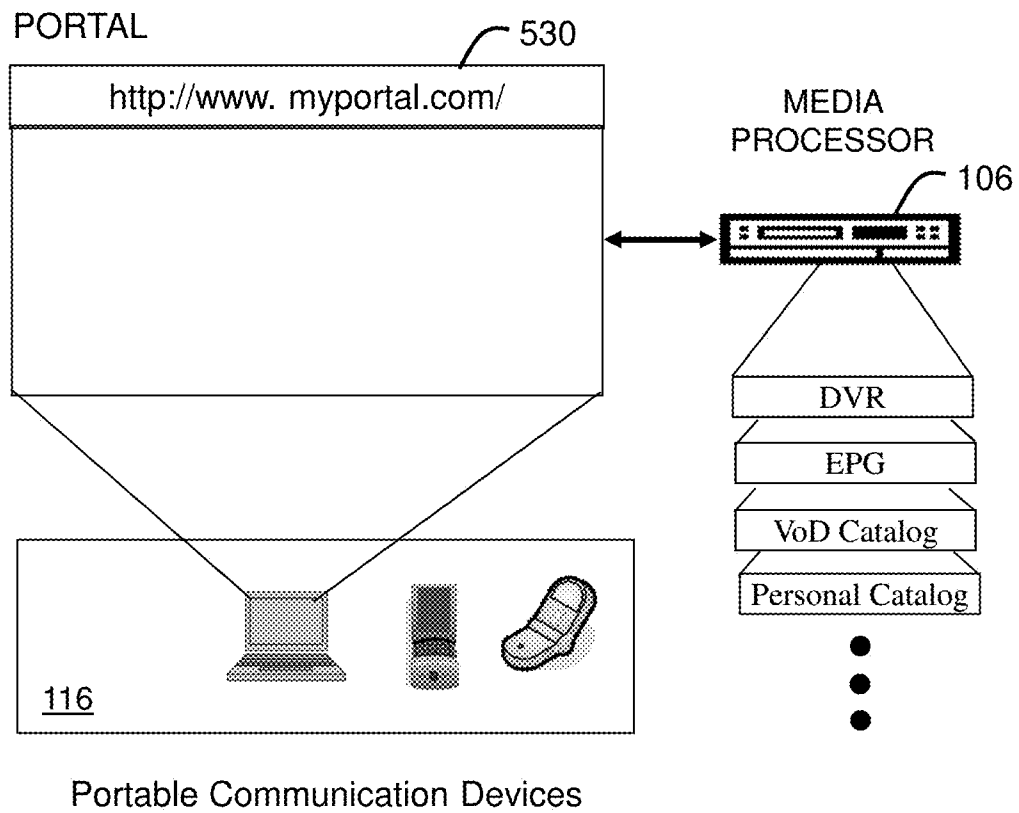 PORTAL
530
http://www. myportal.com/
MEDIA
PROCESSOR
106
DVR
EPG
VoD Catalog
Personal Catalog
116
Portable Communication Devices